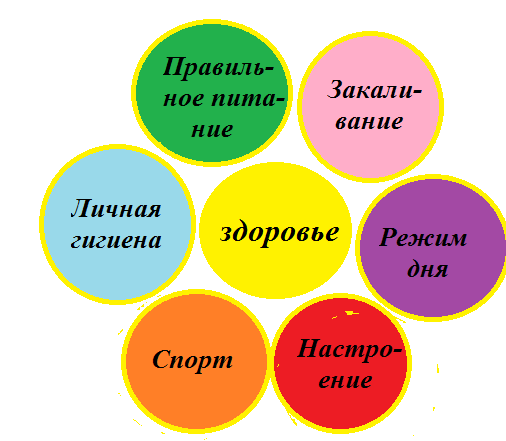 Правиль-
ное пита-
ние
Закали-
вание
Личная
гигиена
здоровье
Режим
дня
Спорт
Настро-
ение